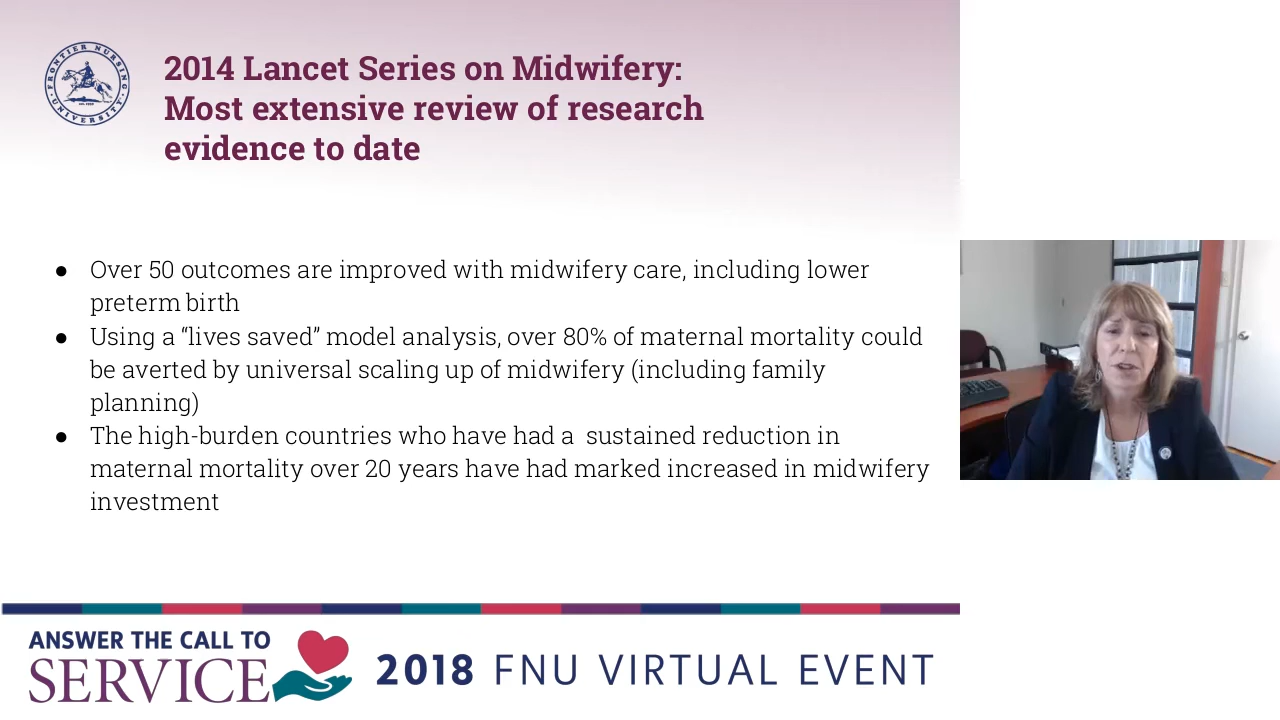 FRONTIER NURSING
UNIVERSITY
2014 Lancet Series on Midwifery:
Most extensive review of research
evidence to date
● Over 50 outcomes are improved with midwifery care, including lower
preterm birth
● Using a “lives saved” model analysis, over 80% of maternal mortality could
be averted by universal scaling up of midwifery (including family
planning)
● The high-burden countries who have had a  sustained reduction in
maternal mortality over 20 years have had marked increased in midwifery
investment
ANSWER THE CALL TO
SERVICE
2018 FNU VIRTUAL EVENT